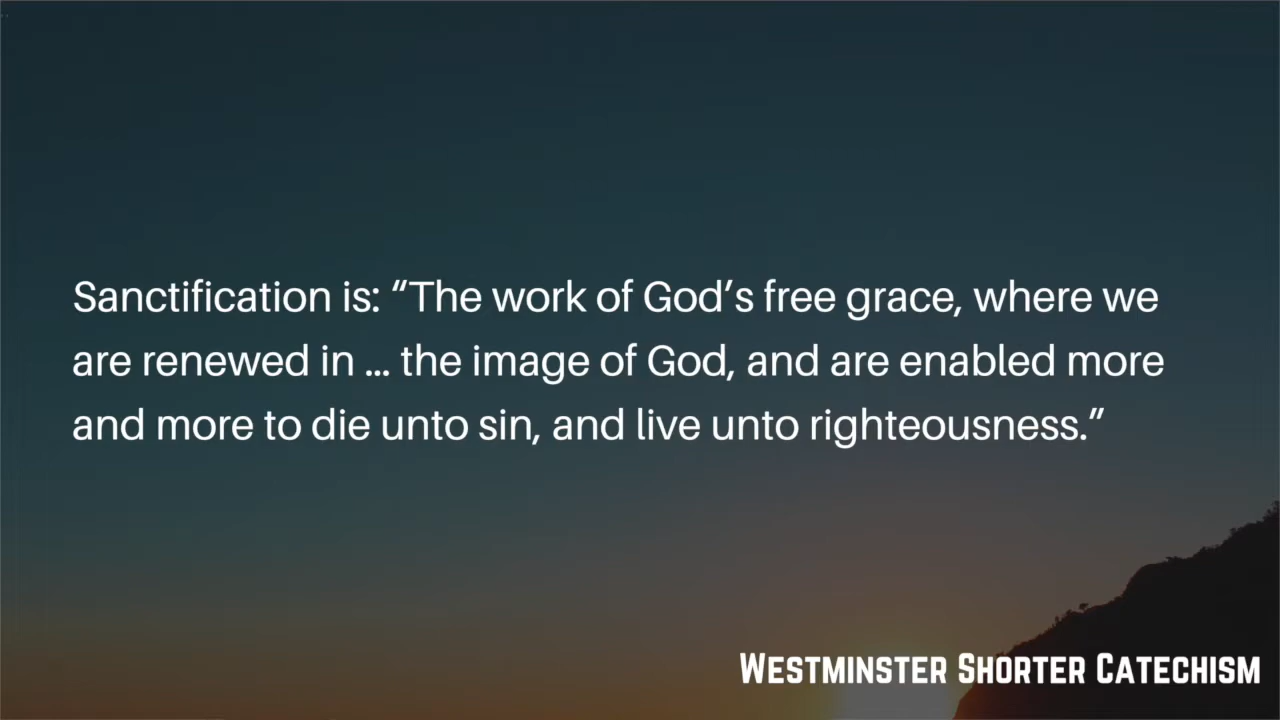 Sanctification is: “The work of God’s free grace, where we
are renewed in ... the image of God, and are enabled more
and more to die unto sin, and live unto righteousness.”
Westminster Shorter Catechism